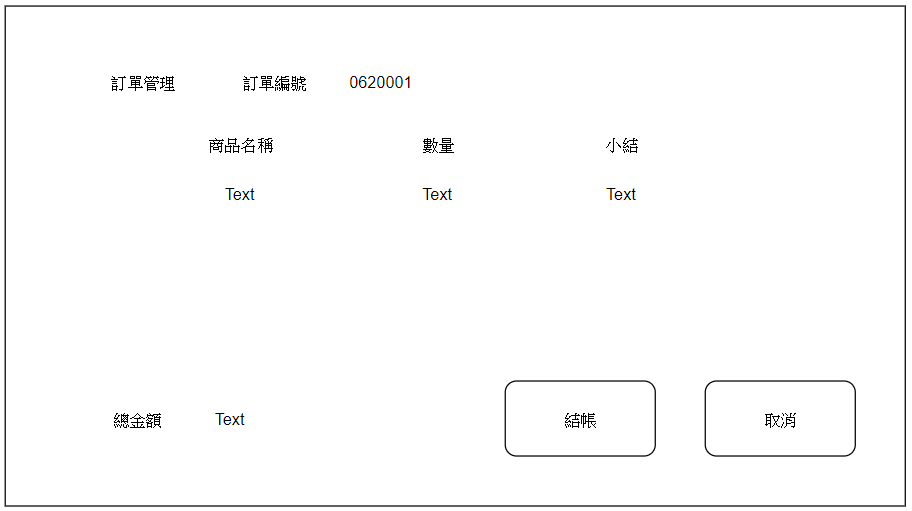 訂單管理 訂單編號 0620001
商品名稱 數量 小結
Text Text Text
總金額 Text 結帳 取消